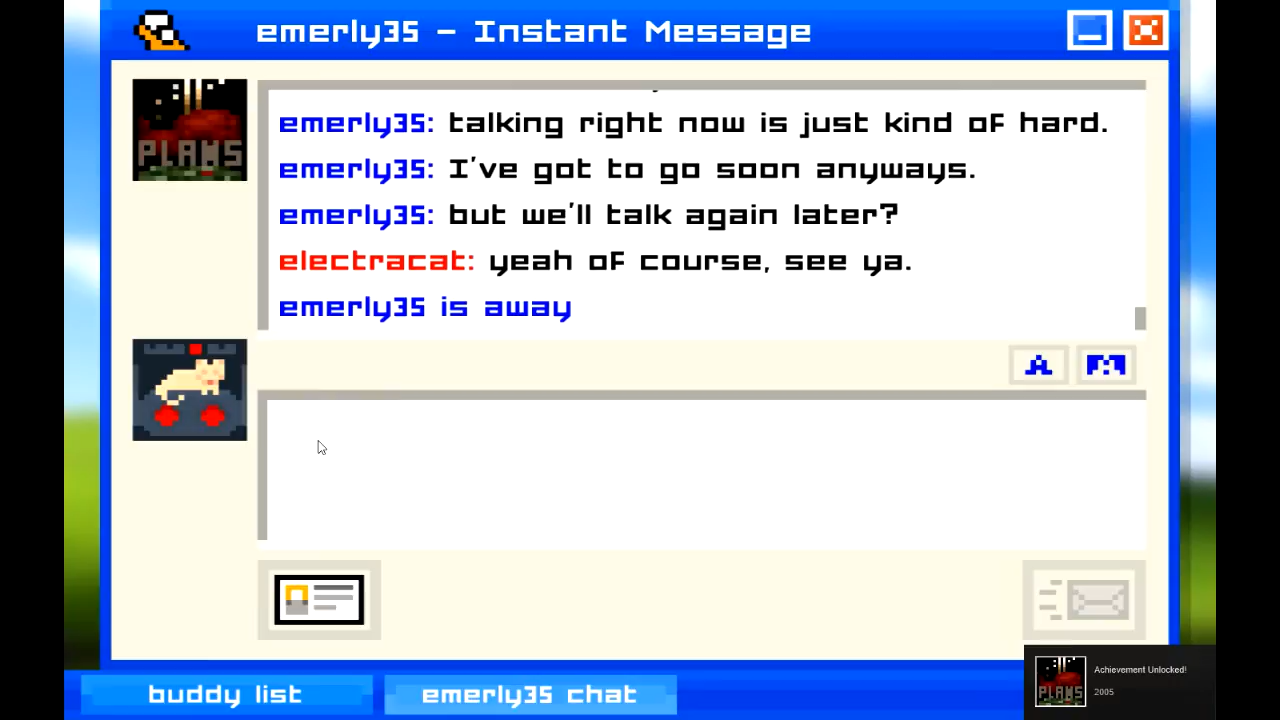 emerly35 - Instant Message
PLANS
emerly35: talking right now is just kind of hard.
emerly35: I've got to go soon anyways.
emerly35: but we'll talk again later?
electracat: yeah of course, see ya.
emerly35 is away
A
buddy list
emerly35 chat
PLANS
Achievement Unlocked!
2005